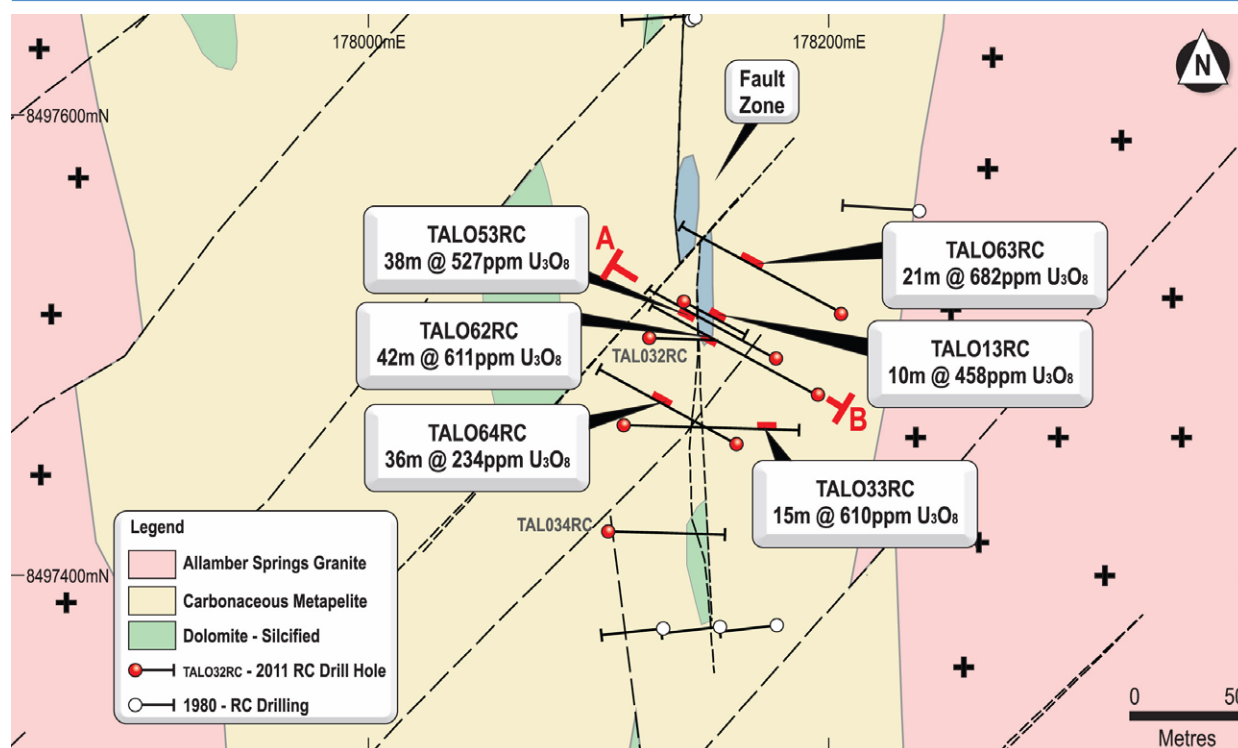 178000mE
178200mE
N
8497600mN
Fault
Zone
A
TALO53RC
38m @ 527ppm U₃O₈
TALO63RC
21m @ 682ppm U₃O₈
TALO62RC
42m @ 611ppm U₃O₈
TAL032RC
TALO13RC
10m @ 458ppm U₃O₈
B
TALO64RC
36m @ 234ppm U₃O₈
TALO33RC
15m @ 610ppm U₃O₈
TAL034RC
8497400mN
Legend
Allamber Springs Granite
Carbonaceous Metapelite
Dolomite - Silcified
TALO32RC - 2011 RC Drill Hole
1980 - RC Drilling
0 50
Metres